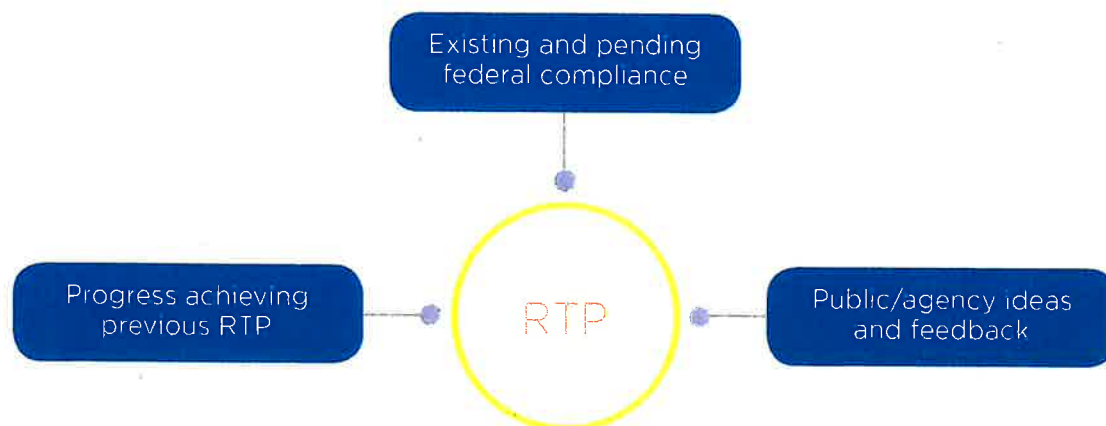 Existing and pending
federal compliance
Progress achieving
previous RTP
RTP
Public/agency ideas
and feedback